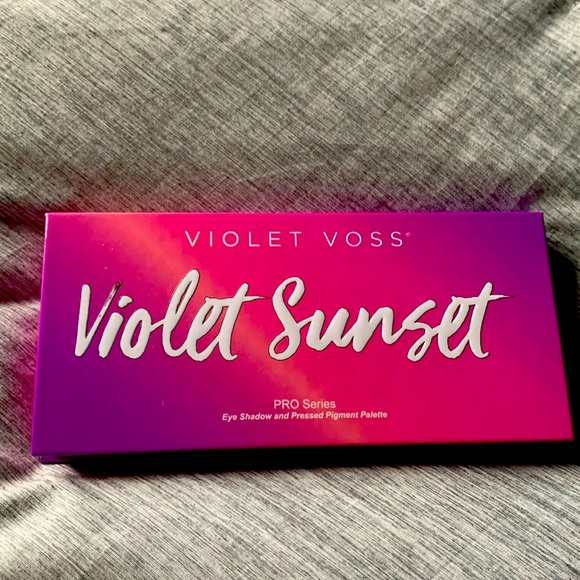 VIOLET VOSS®
Violet Sunset
PRO Series
Eye Shadow and Pressed Pigment Palette